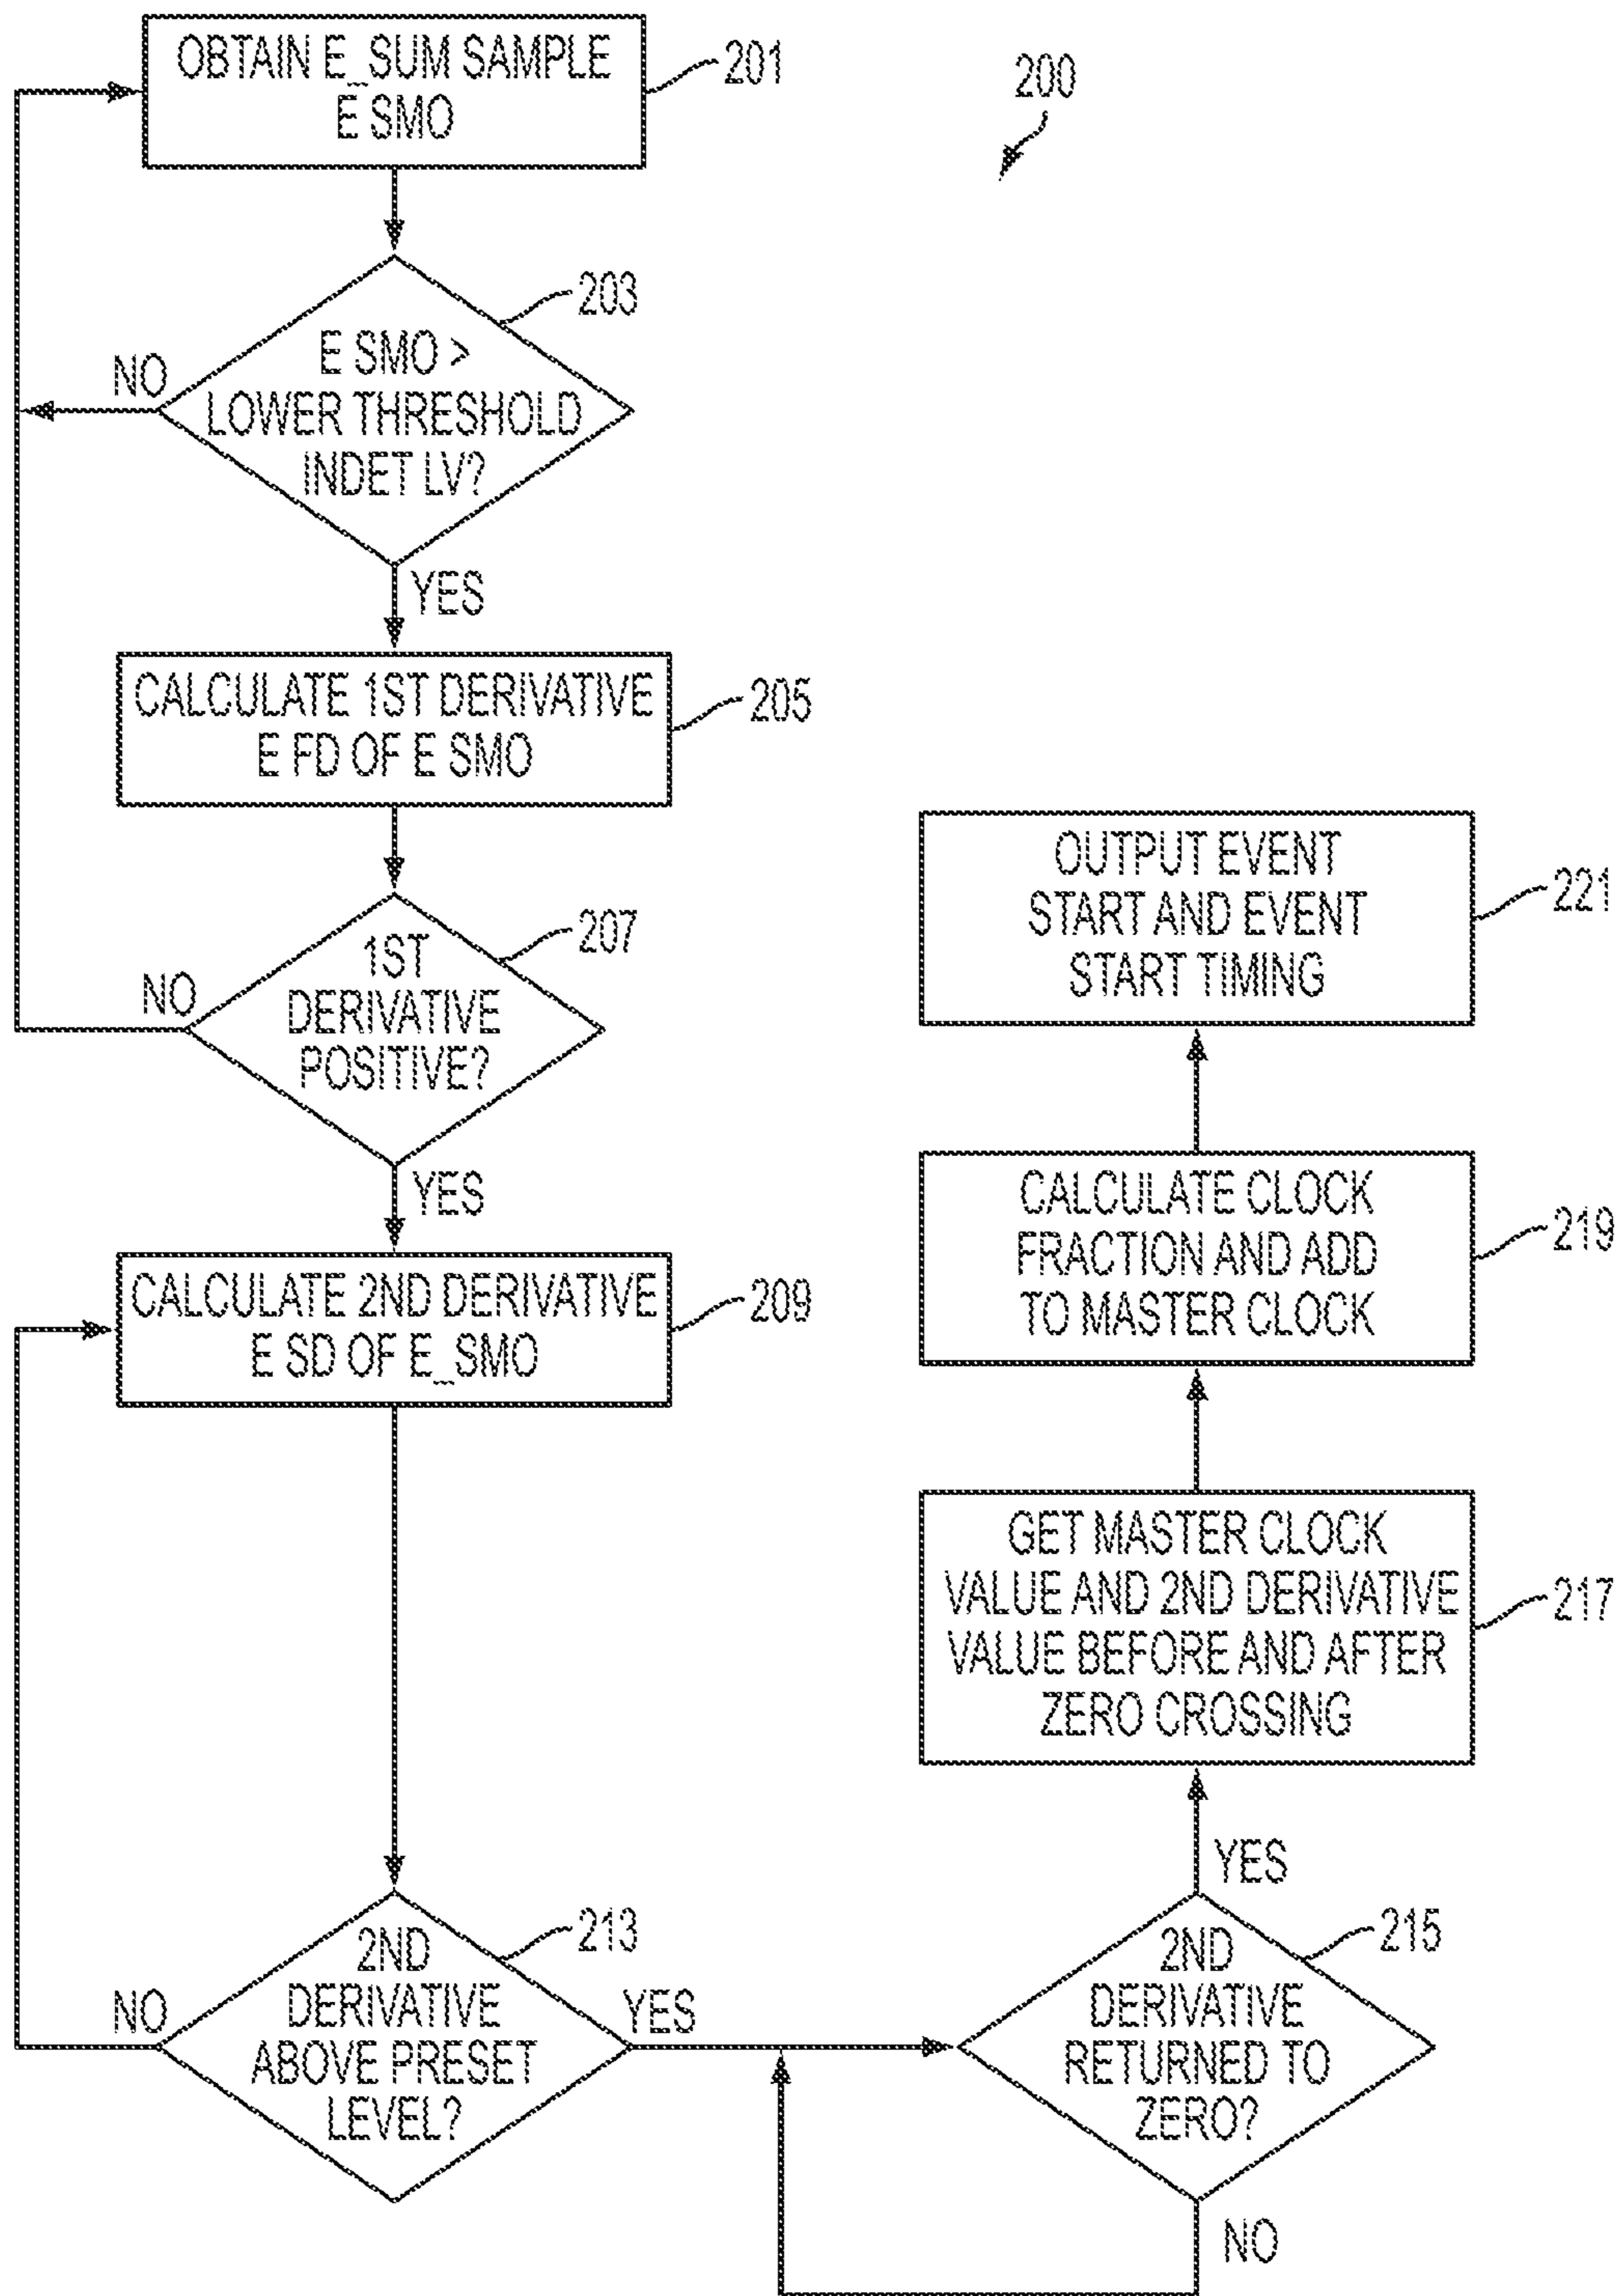 OBTAIN E_SUM SAMPLE
E SMO
201
200
203
E SMO >
LOWER THRESHOLD
INDET LV?
NO
YES
CALCULATE 1ST DERIVATIVE
E FD OF E SMO
205
207
1ST
DERIVATIVE
POSITIVE?
NO
YES
CALCULATE 2ND DERIVATIVE
E SD OF E_SMO
209
213
2ND
DERIVATIVE
ABOVE PRESET
LEVEL?
NO
YES
215
2ND
DERIVATIVE
RETURNED TO
ZERO?
NO
YES
GET MASTER CLOCK
VALUE AND 2ND DERIVATIVE
VALUE BEFORE AND AFTER
ZERO CROSSING
217
CALCULATE CLOCK
FRACTION AND ADD
TO MASTER CLOCK
219
OUTPUT EVENT
START AND EVENT
START TIMING
221